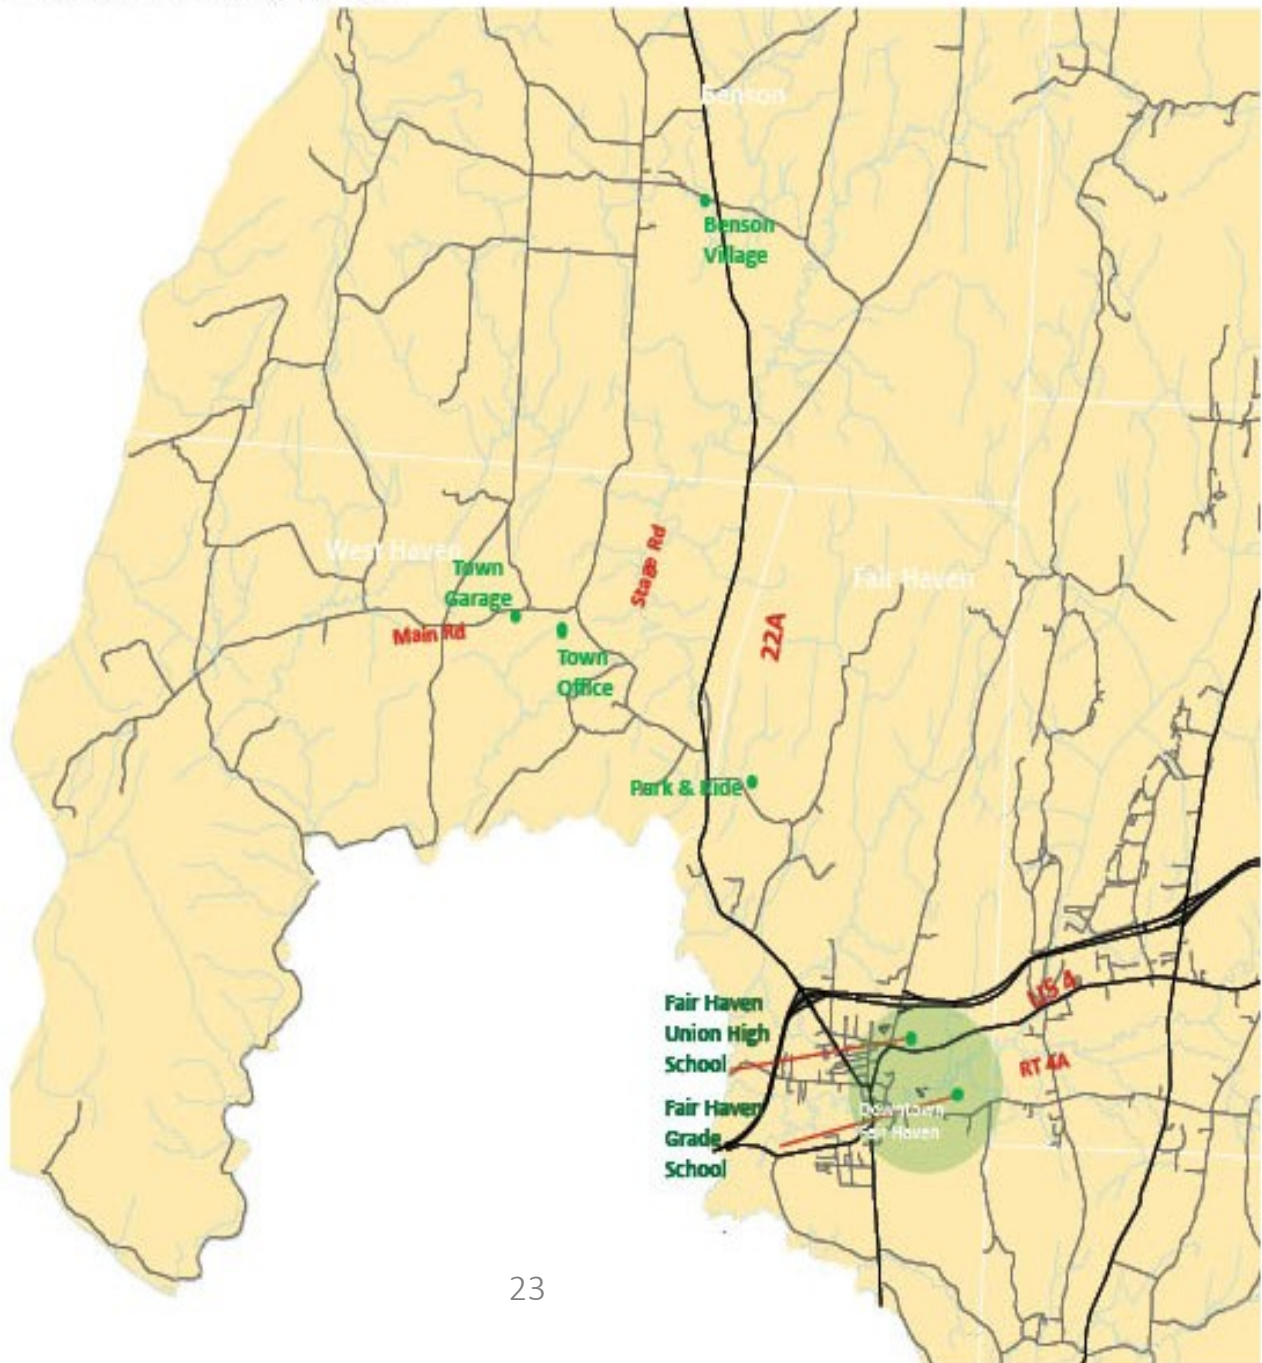 Benson
Benson
Village
West Haven
Fair Haven
Stage Rd
22A
Town
Garage
Main Rd
Town
Office
Park & Ride
Fair Haven
Union High
School
US 4
RT 4A
Fair Haven
Grade
School
Downtown
Fair Haven
23